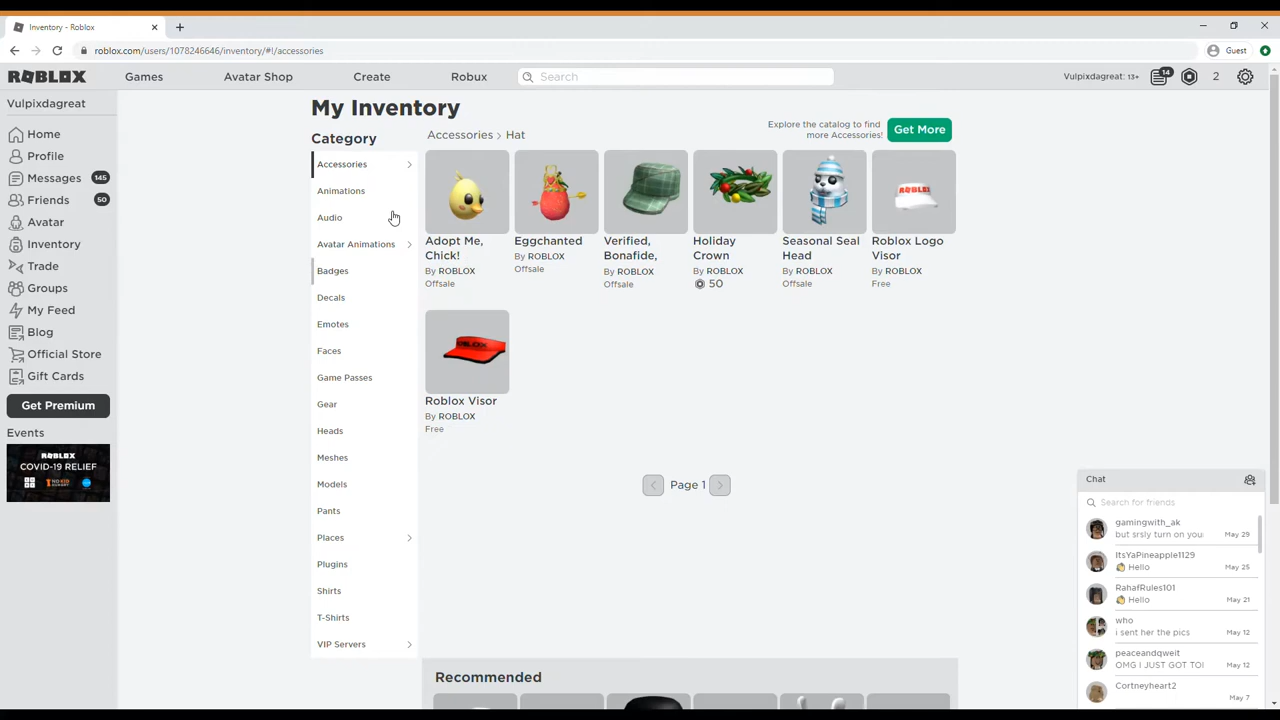 Inventory - Roblox
roblox.com/users/1078246646/inventory/#!/accessories
Guest
ROBLOX
Games
Avatar Shop
Create
Robux
Search
Vulpixdagreat: 13+
14
2
Vulpixdagreat
Home
Profile
Messages 145
Friends 50
Avatar
Inventory
Trade
Groups
My Feed
Blog
Official Store
Gift Cards
Get Premium
Events
ROBLOX
COVID-19 RELIEF
My Inventory
Category
Accessories
Animations
Audio
Avatar Animations
Badges
Decals
Emotes
Faces
Game Passes
Gear
Heads
Meshes
Models
Pants
Places
Plugins
Shirts
T-Shirts
VIP Servers
Accessories > Hat
Explore the catalog to find
more Accessories!
Get More
Adopt Me,
Chick!
By ROBLOX
Offsale
Eggchanted
By ROBLOX
Offsale
Verified,
Bonafide,
By ROBLOX
Offsale
Holiday
Crown
By ROBLOX
50
Seasonal Seal
Head
By ROBLOX
Offsale
ROBLOX
Roblox Logo
Visor
By ROBLOX
Free
ROBLOX
Roblox Visor
By ROBLOX
Free
Page 1
Recommended
Chat
Search for friends
gamingwith_ak
but srsly turn on you
May 29
ItsYaPineapple1129
Hello
May 25
RahafRules101
Hello
May 21
who
i sent her the pics
May 12
peaceandqweit
OMG I JUST GOT TOI
May 12
Cortneyheart2
May 7